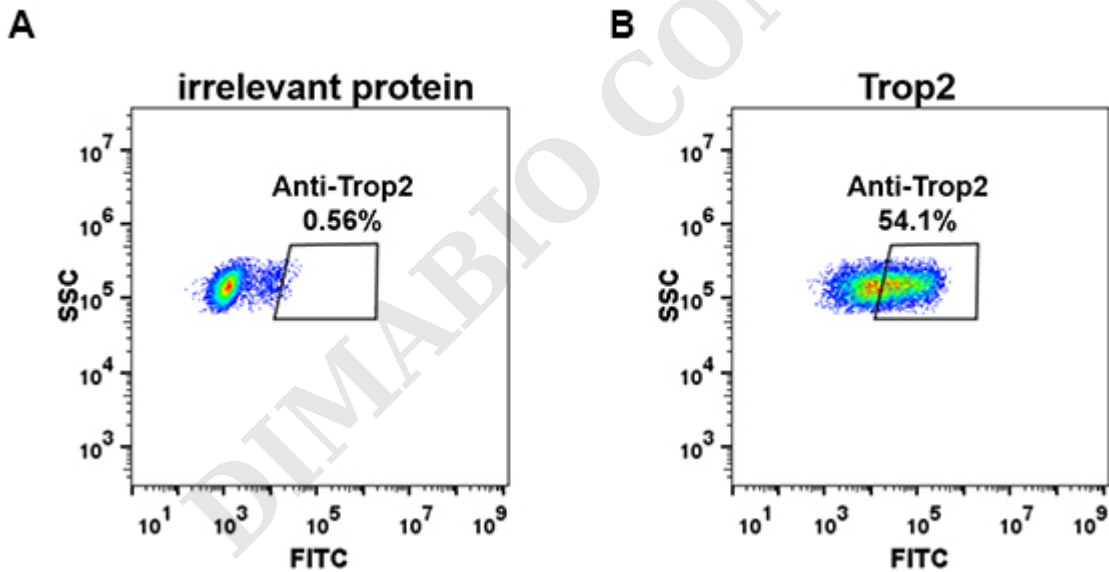 A
irrelevant protein
10^7
10^6
10^5
10^4
10^3
SSC
Anti-Trop2
0.56%
10^1 10^3 10^5 10^7 10^9
FITC
B
Trop2
10^7
10^6
10^5
10^4
10^3
SSC
Anti-Trop2
54.1%
10^1 10^3 10^5 10^7 10^9
FITC
DIMABIO